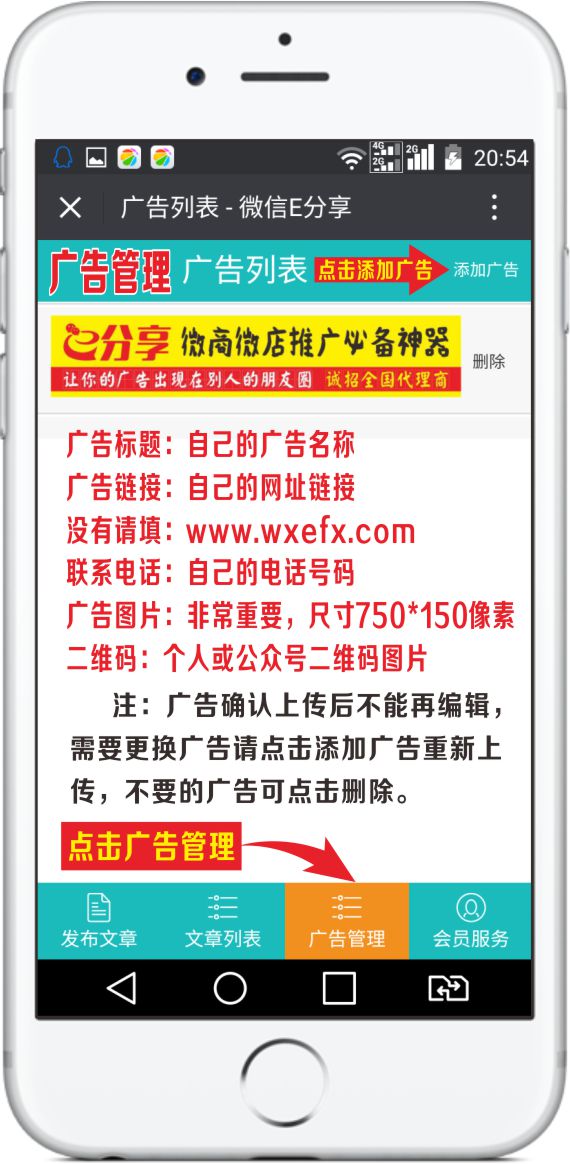 4G 2G 2G 20:54
广告列表 - 微信E分享
广告管理 广告列表 点击添加广告 添加广告
e分享 微商微店推广必备神器
让你的广告出现在别人的朋友圈 诚招全国代理商
删除
广告标题：自己的广告名称
广告链接：自己的网址链接
没有请填：www.wxefx.com
联系电话：自己的电话号码
广告图片：非常重要，尺寸750*150像素
二维码：个人或公众号二维码图片
注：广告确认上传后不能再编辑，
需要更换广告请点击添加广告重新上
传，不要的广告可点击删除。
点击广告管理
发布文章 文章列表 广告管理 会员服务